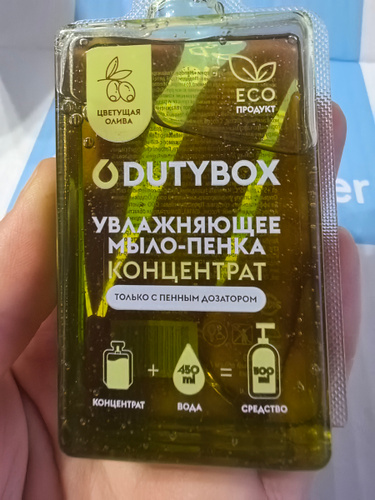 ЦВЕТУЩАЯ
ОЛИВА
ECO
ПРОДУКТ
DUTYBOX
УВЛАЖНЯЮЩЕЕ
МЫЛО-ПЕНКА
КОНЦЕНТРАТ
ТОЛЬКО С ПЕННЫМ ДОЗАТОРОМ
КОНЦЕНТРАТ
+
450
ml
ВОДА
=
500
ml
СРЕДСТВО
er